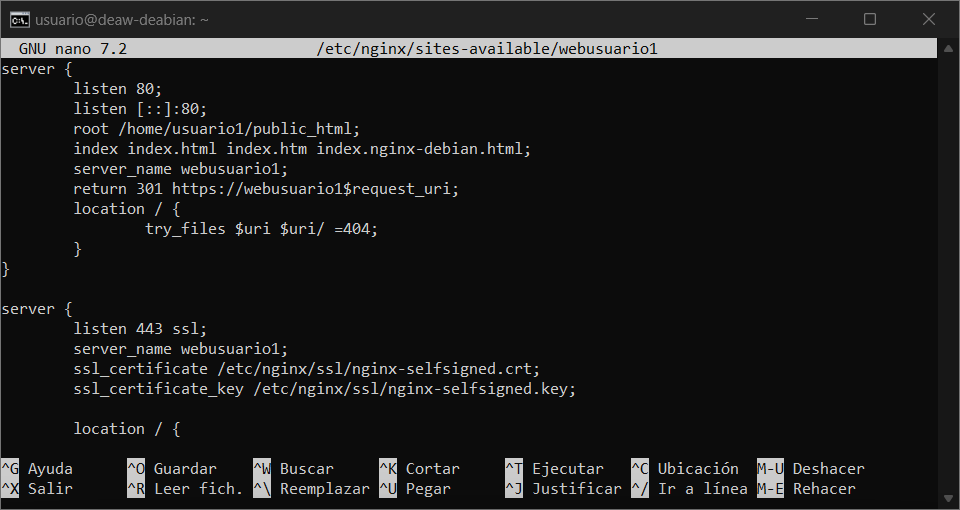 usuario@deaw-deabian: ~
GNU nano 7.2 /etc/nginx/sites-available/webusuario1
server {
        listen 80;
        listen [::]:80;
        root /home/usuario1/public_html;
        index index.html index.htm index.nginx-debian.html;
        server_name webusuario1;
        return 301 https://webusuario1$request_uri;
        location / {
                try_files $uri $uri/ =404;
        }
}

server {
        listen 443 ssl;
        server_name webusuario1;
        ssl_certificate /etc/nginx/ssl/nginx-selfsigned.crt;
        ssl_certificate_key /etc/nginx/ssl/nginx-selfsigned.key;

        location / {

^G Ayuda ^O Guardar ^W Buscar ^K Cortar ^T Ejecutar ^C Ubicación M-U Deshacer
^X Salir ^R Leer fich. ^\ Reemplazar ^U Pegar ^J Justificar ^/ Ir a línea M-E Rehacer